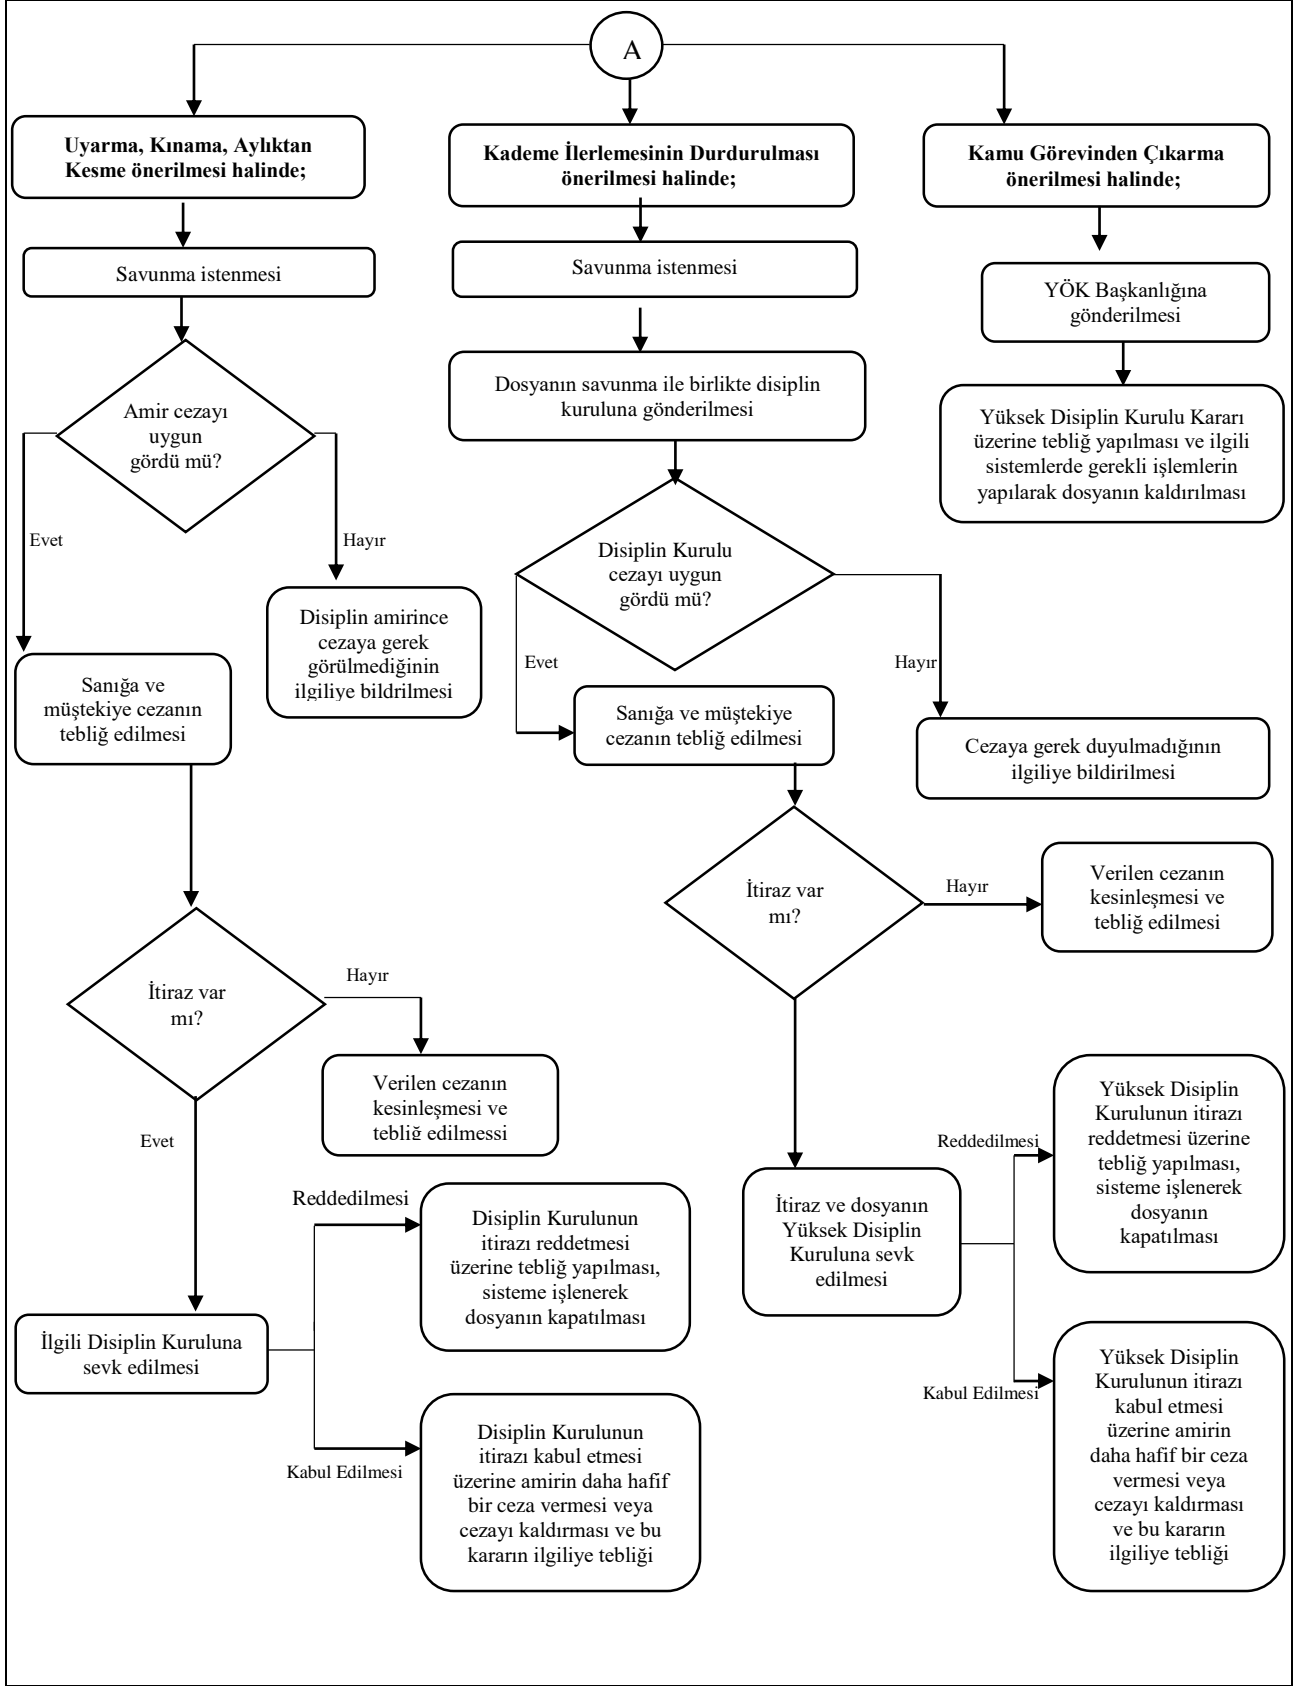 A
Uyarma, Kınama, Aylıktan
Kesme önerilmesi halinde;
Kademe İlerlemesinin Durdurulması
önerilmesi halinde;
Kamu Görevinden Çıkarma
önerilmesi halinde;
Savunma istenmesi
Savunma istenmesi
YÖK Başkanlığına
gönderilmesi
Amir cezayı
uygun
gördü mü?
Dosyanın savunma ile birlikte disiplin
kuruluna gönderilmesi
Yüksek Disiplin Kurulu Kararı
üzerine tebliğ yapılması ve ilgili
sistemlerde gerekli işlemlerin
yapılarak dosyanın kaldırılması
Evet
Hayır
Disiplin Kurulu
cezayı uygun
gördü mü?
Disiplin amirince
cezaya gerek
görülmediğinin
ilgiliye bildrilmesi
Evet
Hayır
Sanığa ve
müştekiye cezanın
tebliğ edilmesi
Sanığa ve müştekiye
cezanın tebliğ edilmesi
Cezaya gerek duyulmadığının
ilgiliye bildirilmesi
İtiraz var
mı?
Hayır
Verilen cezanın
kesinleşmesi ve
tebliğ edilmesi
İtiraz var
mı?
Hayır
Verilen cezanın
kesinleşmesi ve
tebliğ edilmessi
Evet
Reddedilmesi
Yüksek Disiplin
Kurulunun itirazı
reddetmesi üzerine
tebliğ yapılması,
sisteme işlenerek
dosyanın
kapatılması
İtiraz ve dosyanın
Yüksek Disiplin
Kuruluna sevk
edilmesi
Reddedilmesi
Disiplin Kurulunun
itirazı reddetmesi
üzerine tebliğ yapılması,
sisteme işlenerek
dosyanın kapatılması
İlgili Disiplin Kuruluna
sevk edilmesi
Kabul Edilmesi
Yüksek Disiplin
Kurulunun itirazı
kabul etmesi
üzerine amirin
daha hafif bir ceza
vermesi veya
cezayı kaldırması
ve bu kararın
ilgiliye tebliği
Kabul Edilmesi
Disiplin Kurulunun
itirazı kabul etmesi
üzerine amirin daha hafif
bir ceza vermesi veya
cezayı kaldırması ve bu
kararın ilgiliye tebliği